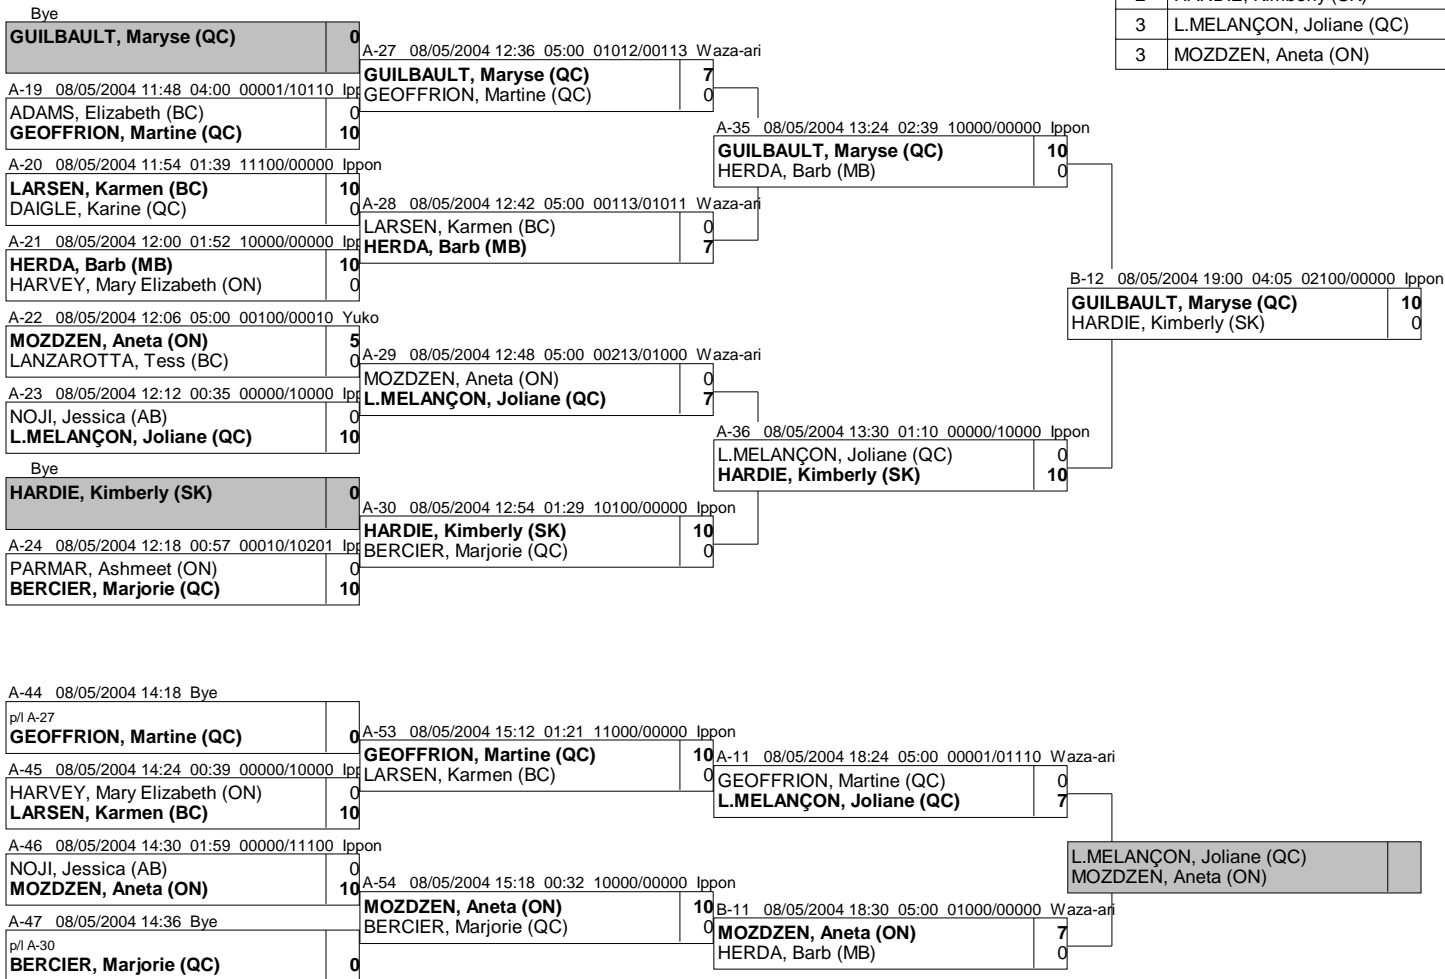 2 HARDIE, Kimberly (SK)
3 L.MELANÇON, Joliane (QC)
3 MOZDZEN, Aneta (ON)
Bye
GUILBAULT, Maryse (QC) 0
A-19 08/05/2004 11:48 04:00 00001/10110 Ipp
ADAMS, Elizabeth (BC) 0
GEOFFRION, Martine (QC) 10
A-20 08/05/2004 11:54 01:39 11100/00000 Ippon
LARSEN, Karmen (BC) 10
DAIGLE, Karine (QC) 0
A-21 08/05/2004 12:00 01:52 10000/00000 Ipp
HERDA, Barb (MB) 10
HARVEY, Mary Elizabeth (ON) 0
A-22 08/05/2004 12:06 05:00 00100/00010 Yuko
MOZDZEN, Aneta (ON) 5
LANZAROTTA, Tess (BC) 0
A-23 08/05/2004 12:12 00:35 00000/10000 Ipp
NOJI, Jessica (AB) 0
L.MELANÇON, Joliane (QC) 10
Bye
HARDIE, Kimberly (SK) 0
A-24 08/05/2004 12:18 00:57 00010/10201 Ipp
PARMAR, Ashmeet (ON) 0
BERCIER, Marjorie (QC) 10
A-27 08/05/2004 12:36 05:00 01012/00113 Waza-ari
GUILBAULT, Maryse (QC) 7
GEOFFRION, Martine (QC) 0
A-28 08/05/2004 12:42 05:00 00113/01011 Waza-ari
LARSEN, Karmen (BC) 0
HERDA, Barb (MB) 7
A-29 08/05/2004 12:48 05:00 00213/01000 Waza-ari
MOZDZEN, Aneta (ON) 0
L.MELANÇON, Joliane (QC) 7
A-30 08/05/2004 12:54 01:29 10100/00000 Ippon
HARDIE, Kimberly (SK) 10
BERCIER, Marjorie (QC) 0
A-35 08/05/2004 13:24 02:39 10000/00000 Ippon
GUILBAULT, Maryse (QC) 10
HERDA, Barb (MB) 0
A-36 08/05/2004 13:30 01:10 00000/10000 Ippon
L.MELANÇON, Joliane (QC) 0
HARDIE, Kimberly (SK) 10
B-12 08/05/2004 19:00 04:05 02100/00000 Ippon
GUILBAULT, Maryse (QC) 10
HARDIE, Kimberly (SK) 0
A-44 08/05/2004 14:18 Bye
p/l A-27
GEOFFRION, Martine (QC) 0
A-45 08/05/2004 14:24 00:39 00000/10000 Ipp
HARVEY, Mary Elizabeth (ON) 0
LARSEN, Karmen (BC) 10
A-46 08/05/2004 14:30 01:59 00000/11100 Ippon
NOJI, Jessica (AB) 0
MOZDZEN, Aneta (ON) 10
A-47 08/05/2004 14:36 Bye
p/l A-30
BERCIER, Marjorie (QC) 0
A-53 08/05/2004 15:12 01:21 11000/00000 Ippon
GEOFFRION, Martine (QC) 10
LARSEN, Karmen (BC) 0
A-54 08/05/2004 15:18 00:32 10000/00000 Ippon
MOZDZEN, Aneta (ON) 10
BERCIER, Marjorie (QC) 0
A-11 08/05/2004 18:24 05:00 00001/01110 Waza-ari
GEOFFRION, Martine (QC) 0
L.MELANÇON, Joliane (QC) 7
B-11 08/05/2004 18:30 05:00 01000/00000 Waza-ari
MOZDZEN, Aneta (ON) 7
HERDA, Barb (MB) 0
L.MELANÇON, Joliane (QC)
MOZDZEN, Aneta (ON)